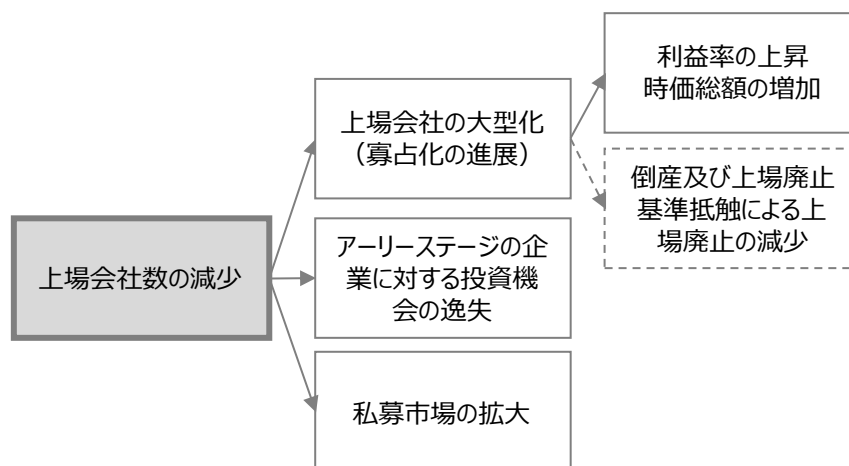 上場会社数の減少
上場会社の大型化
（寡占化の進展）
アーリーステージの企
業に対する投資機
会の逸失
私募市場の拡大
利益率の上昇
時価総額の増加
倒産及び上場廃止
基準抵触による上
場廃止の減少